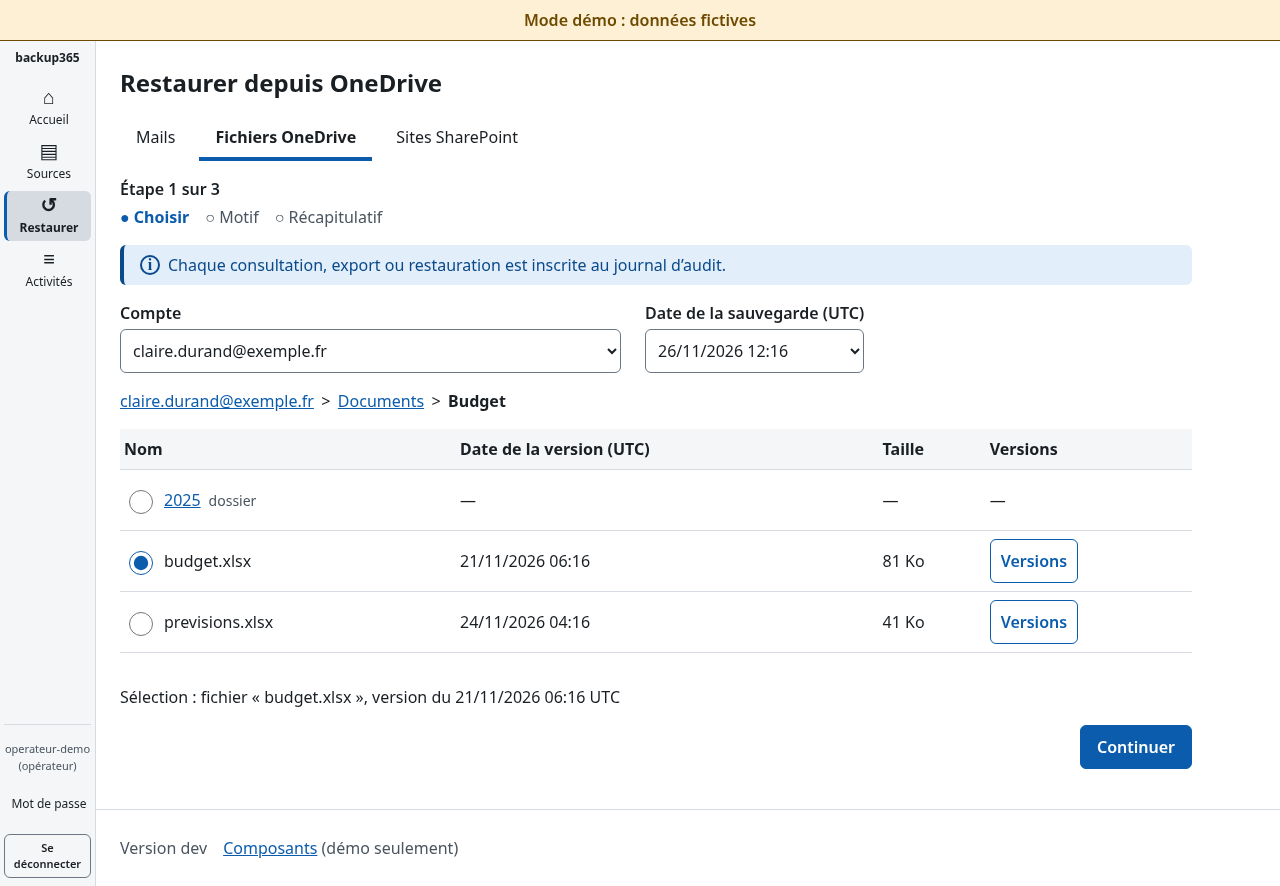 Mode démo : données fictives
backup365
Accueil
Sources
Restaurer
Activités
operateur-demo
(opérateur)
Mot de passe
Se
déconnecter
Restaurer depuis OneDrive
Mails Fichiers OneDrive Sites SharePoint
Étape 1 sur 3
● Choisir ○ Motif ○ Récapitulatif
Chaque consultation, export ou restauration est inscrite au journal d’audit.
Compte Date de la sauvegarde (UTC)
claire.durand@exemple.fr 26/11/2026 12:16
claire.durand@exemple.fr > Documents > Budget
Nom Date de la version (UTC) Taille Versions
2025 dossier — — —
budget.xlsx 21/11/2026 06:16 81 Ko Versions
previsions.xlsx 24/11/2026 04:16 41 Ko Versions
Sélection : fichier « budget.xlsx », version du 21/11/2026 06:16 UTC
Continuer
Version dev Composants (démo seulement)